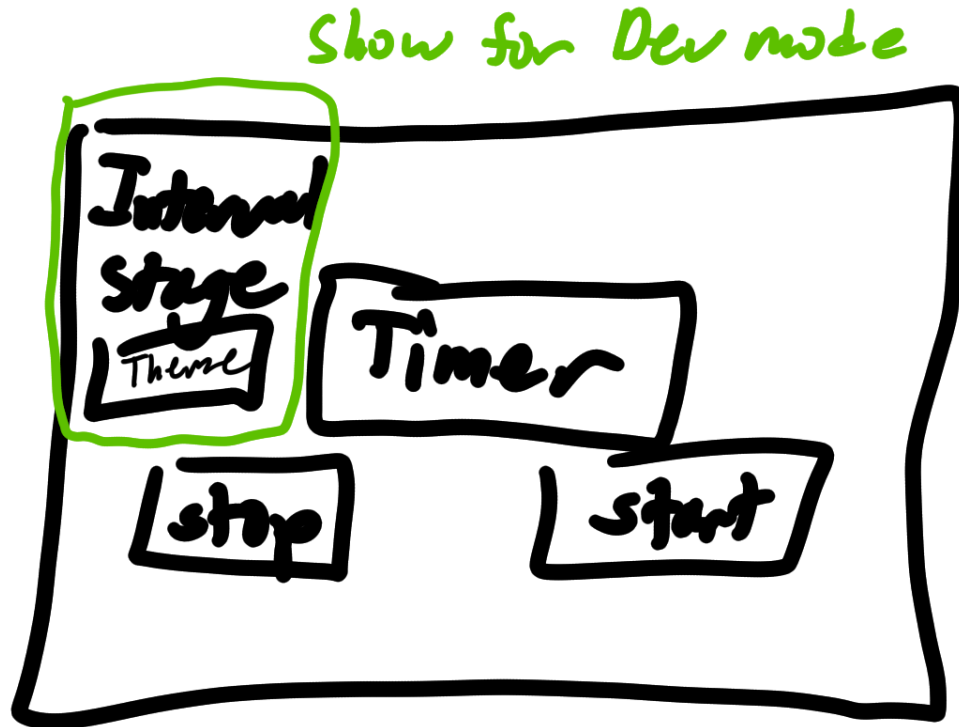 Show for Dev mode
Internal
stage
Theme
Timer
stop
start